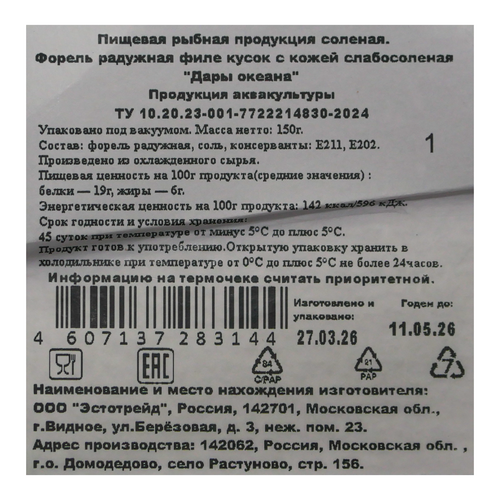 Пищевая рыбная продукция соленая.
Форель радужная филе кусок с кожей слабосоленая
"Дары океана"
Продукция аквакультуры
ТУ 10.20.23-001-7722214830-2024
Упаковано под вакуумом. Масса нетто: 150г.
Состав: форель радужная, соль, консерванты: Е211, Е202.
1
Произведено из охлажденного сырья.
Пищевая ценность на 100г продукта(средние значения) :
белки — 19г, жиры — 6г.
Энергетическая ценность на 100г продукта: 142 ккал/596 кДж.
Срок годности и условия хранения:
45 суток при температуре от минус 5°С до плюс 5°С.
Продукт готов к употреблению.Открытую упаковку хранить в
холодильнике при температуре от 0°С до плюс 5°С не более 24часов.
Информацию на термочеке считать приоритетной.
Изготовлено и упаковано:
27.03.26
Годен до:
11.05.26
4 607137 283144
EAC
84
C/PAP
21
PAP
7
Наименование и место нахождения изготовителя:
ООО "Эстотрейд", Россия, 142701, Московская обл.,
г.Видное, ул.Берёзовая, д. 3, неж. пом. 23.
Адрес производства: 142062, Россия, Московская обл. ,
г.о. Домодедово, село Растуново, стр. 156.